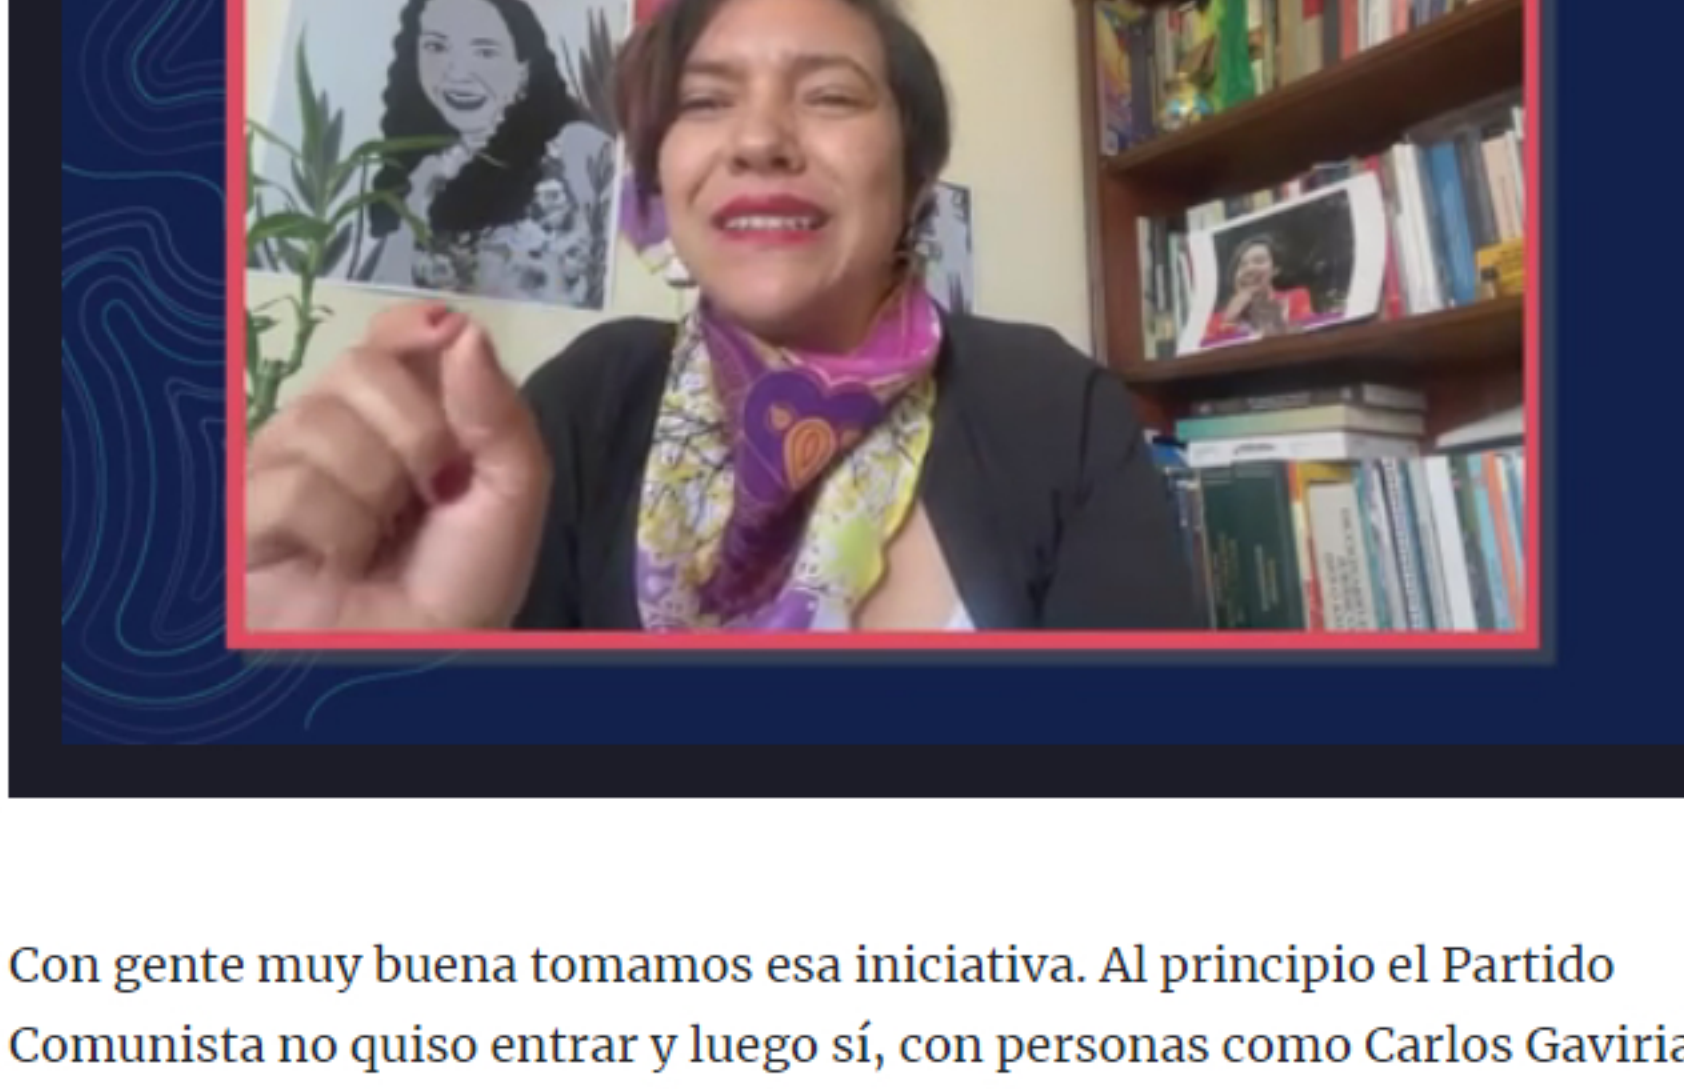 Con gente muy buena tomamos esa iniciativa. Al principio el Partido
Comunista no quiso entrar y luego sí, con personas como Carlos Gaviria